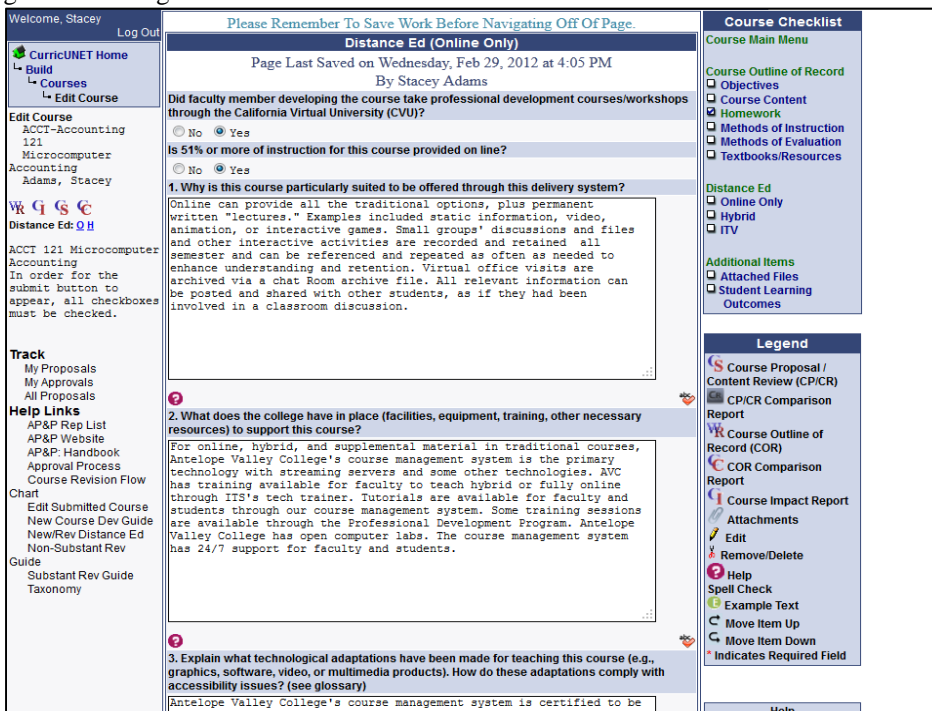 Welcome, Stacey
Log Out
CurricUNET Home
Build
Courses
Edit Course
Edit Course
ACCT-Accounting
121
Microcomputer
Accounting
Adams, Stacey
Distance Ed: O H
ACCT 121 Microcomputer
Accounting
In order for the
submit button to
appear, all checkboxes
must be checked.
Track
My Proposals
My Approvals
All Proposals
Help Links
AP&P Rep List
AP&P Website
AP&P: Handbook
Approval Process
Course Revision Flow
Chart
Edit Submitted Course
New Course Dev Guide
New/Rev Distance Ed
Non-Substant Rev
Guide
Substant Rev Guide
Taxonomy
Please Remember To Save Work Before Navigating Off Of Page.
Distance Ed (Online Only)
Page Last Saved on Wednesday, Feb 29, 2012 at 4:05 PM
By Stacey Adams
Did faculty member developing the course take professional development courses/workshops
through the California Virtual University (CVU)?
No Yes
Is 51% or more of instruction for this course provided on line?
No Yes
1. Why is this course particularly suited to be offered through this delivery system?
Online can provide all the traditional options, plus permanent
written "lectures." Examples included static information, video,
animation, or interactive games. Small groups' discussions and files
and other interactive activities are recorded and retained all
semester and can be referenced and repeated as often as needed to
enhance understanding and retention. Virtual office visits are
archived via a chat Room archive file. All relevant information can
be posted and shared with other students, as if they had been
involved in a classroom discussion.
2. What does the college have in place (facilities, equipment, training, other necessary
resources) to support this course?
For online, hybrid, and supplemental material in traditional courses,
Antelope Valley College's course management system is the primary
technology with streaming servers and some other technologies. AVC
has training available for faculty to teach hybrid or fully online
through ITS's tech trainer. Tutorials are available for faculty and
students through our course management system. Some training sessions
are available through the Professional Development Program. Antelope
Valley College has open computer labs. The course management system
has 24/7 support for faculty and students.
3. Explain what technological adaptations have been made for teaching this course (e.g.,
graphics, software, video, or multimedia products). How do these adaptations comply with
accessibility issues? (see glossary)
Antelope Valley College's course management system is certified to be
Course Checklist
Course Main Menu
Course Outline of Record
Objectives
Course Content
Homework
Methods of Instruction
Methods of Evaluation
Textbooks/Resources
Distance Ed
Online Only
Hybrid
ITV
Additional Items
Attached Files
Student Learning
Outcomes
Legend
Course Proposal /
Content Review (CP/CR)
CP/CR Comparison
Report
Course Outline of
Record (COR)
COR Comparison
Report
Course Impact Report
Attachments
Edit
Remove/Delete
Help
Spell Check
Example Text
Move Item Up
Move Item Down
* Indicates Required Field
Help